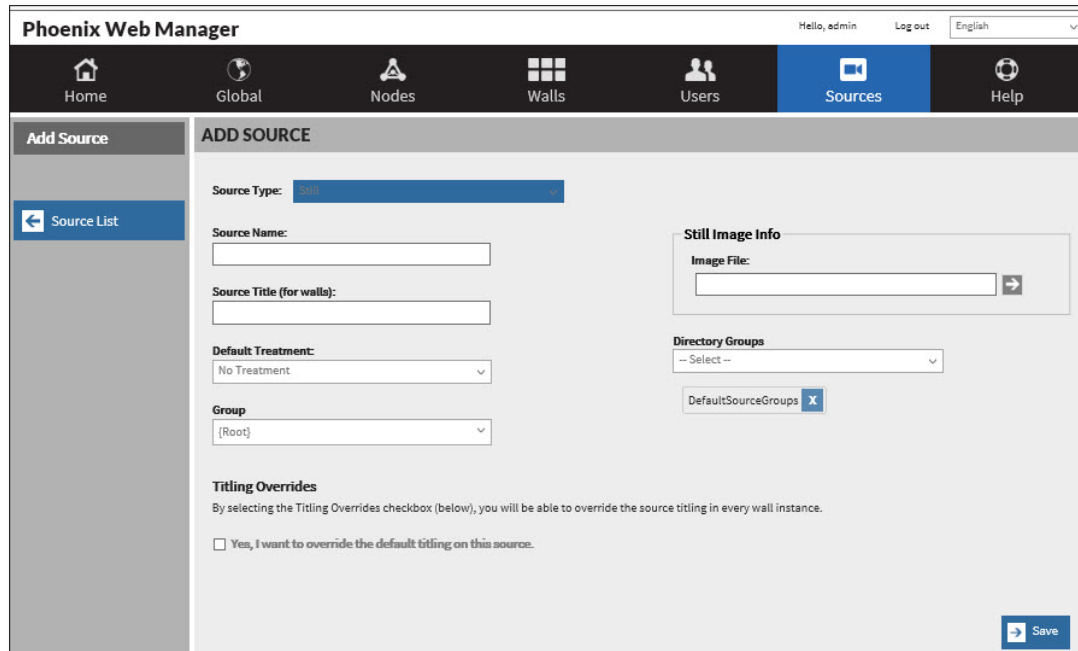 Phoenix Web Manager
Hello, admin
Log out
English
Home
Global
Nodes
Walls
Users
Sources
Help
Add Source
ADD SOURCE
Source List
Source Type: Still
Source Name:
Source Title (for walls):
Default Treatment:
No Treatment
Group
{Root}
Still Image Info
Image File:
Directory Groups
-- Select --
DefaultSourceGroups X
Titling Overrides
By selecting the Titling Overrides checkbox (below), you will be able to override the source titling in every wall instance.
Yes, I want to override the default titling on this source.
Save